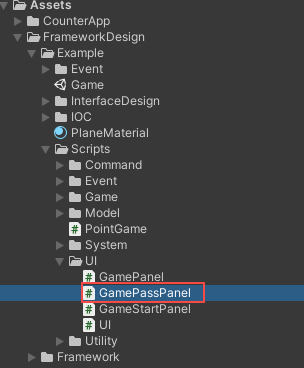 Assets
CounterApp
FrameworkDesign
Example
Event
Game
InterfaceDesign
IOC
PlaneMaterial
Scripts
Command
Event
Game
Model
PointGame
System
UI
GamePanel
GamePassPanel
GameStartPanel
UI
Utility
Framework